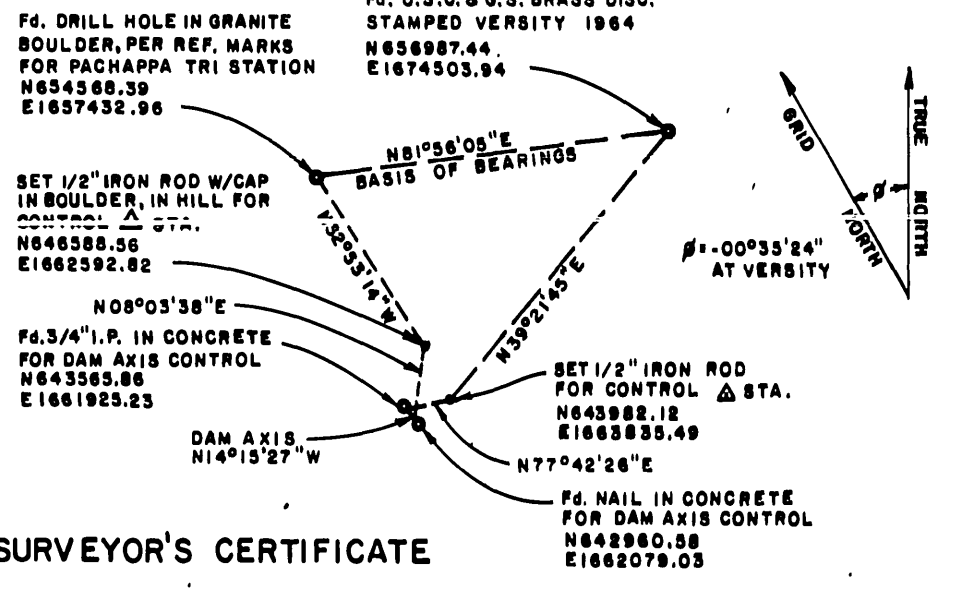 Fd. U.S.C. & G.S. BRASS DISC.
STAMPED VERSITY 1964
N656987.44
E1674503.94
Fd. DRILL HOLE IN GRANITE
BOULDER, PER REF. MARKS
FOR PACHAPPA TRI STATION
N654568.39
E1657432.96
N81°56'05"E
BASIS OF BEARINGS
GRID
NORTH
TRUE NORTH
Ø
Ø=-00°35'24"
AT VERSITY
SET 1/2" IRON ROD W/CAP
IN BOULDER, IN HILL FOR
CONTROL △ STA.
N646588.56
E1662592.82
N32°53'14"W
N39°21'45"E
N08°03'38"E
Fd. 3/4" I.P. IN CONCRETE
FOR DAM AXIS CONTROL
N643565.86
E1661925.23
DAM AXIS
N14°15'27"W
SET 1/2" IRON ROD
FOR CONTROL △ STA.
N643982.12
E1663835.49
N77°42'26"E
Fd. NAIL IN CONCRETE
FOR DAM AXIS CONTROL
N642960.58
E1662079.03
SURVEYOR'S CERTIFICATE